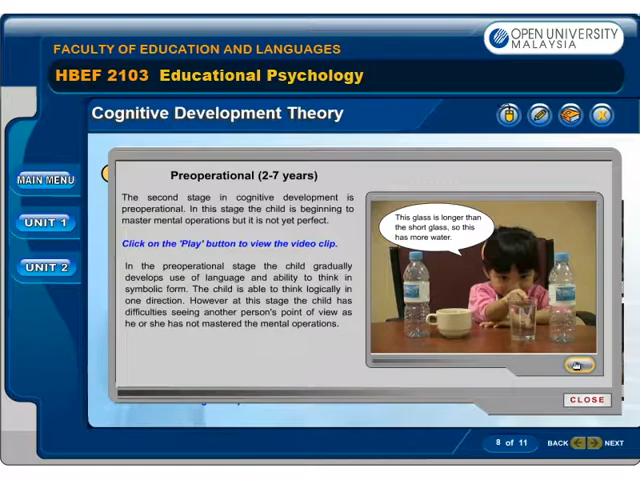 OPEN UNIVERSITY
MALAYSIA
FACULTY OF EDUCATION AND LANGUAGES
HBEF 2103 Educational Psychology
Cognitive Development Theory
MAIN MENU
UNIT 1
UNIT 2
Preoperational (2-7 years)
The second stage in cognitive development is
preoperational. In this stage the child is beginning to
master mental operations but it is not yet perfect.
Click on the 'Play' button to view the video clip.
In the preoperational stage the child gradually
develops use of language and ability to think in
symbolic form. The child is able to think logically in
one direction. However at this stage the child has
difficulties seeing another person's point of view as
he or she has not mastered the mental operations.
This glass is longer than
the short glass, so this
has more water.
CLOSE
8 of 11
BACK
NEXT